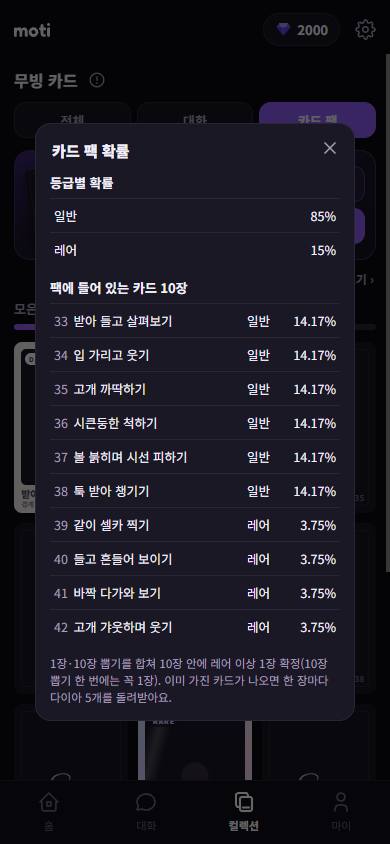 moti
2000
무빙 카드
전체 대화 카드 팩
카드 팩 확률
등급별 확률
일반 85%
레어 15%
팩에 들어 있는 카드 10장
33 받아 들고 살펴보기 일반 14.17%
34 입 가리고 웃기 일반 14.17%
35 고개 까딱하기 일반 14.17%
36 시큰둥한 척하기 일반 14.17%
37 볼 붉히며 시선 피하기 일반 14.17%
38 툭 받아 챙기기 일반 14.17%
39 같이 셀카 찍기 레어 3.75%
40 들고 흔들어 보이기 레어 3.75%
41 바짝 다가와 보기 레어 3.75%
42 고개 갸웃하며 웃기 레어 3.75%
1장·10장 뽑기를 합쳐 10장 안에 레어 이상 1장 확정(10장
뽑기 한 번에는 꼭 1장). 이미 가진 카드가 나오면 한 장마다
다이아 5개를 돌려받아요.
홈 대화 컬렉션 마이